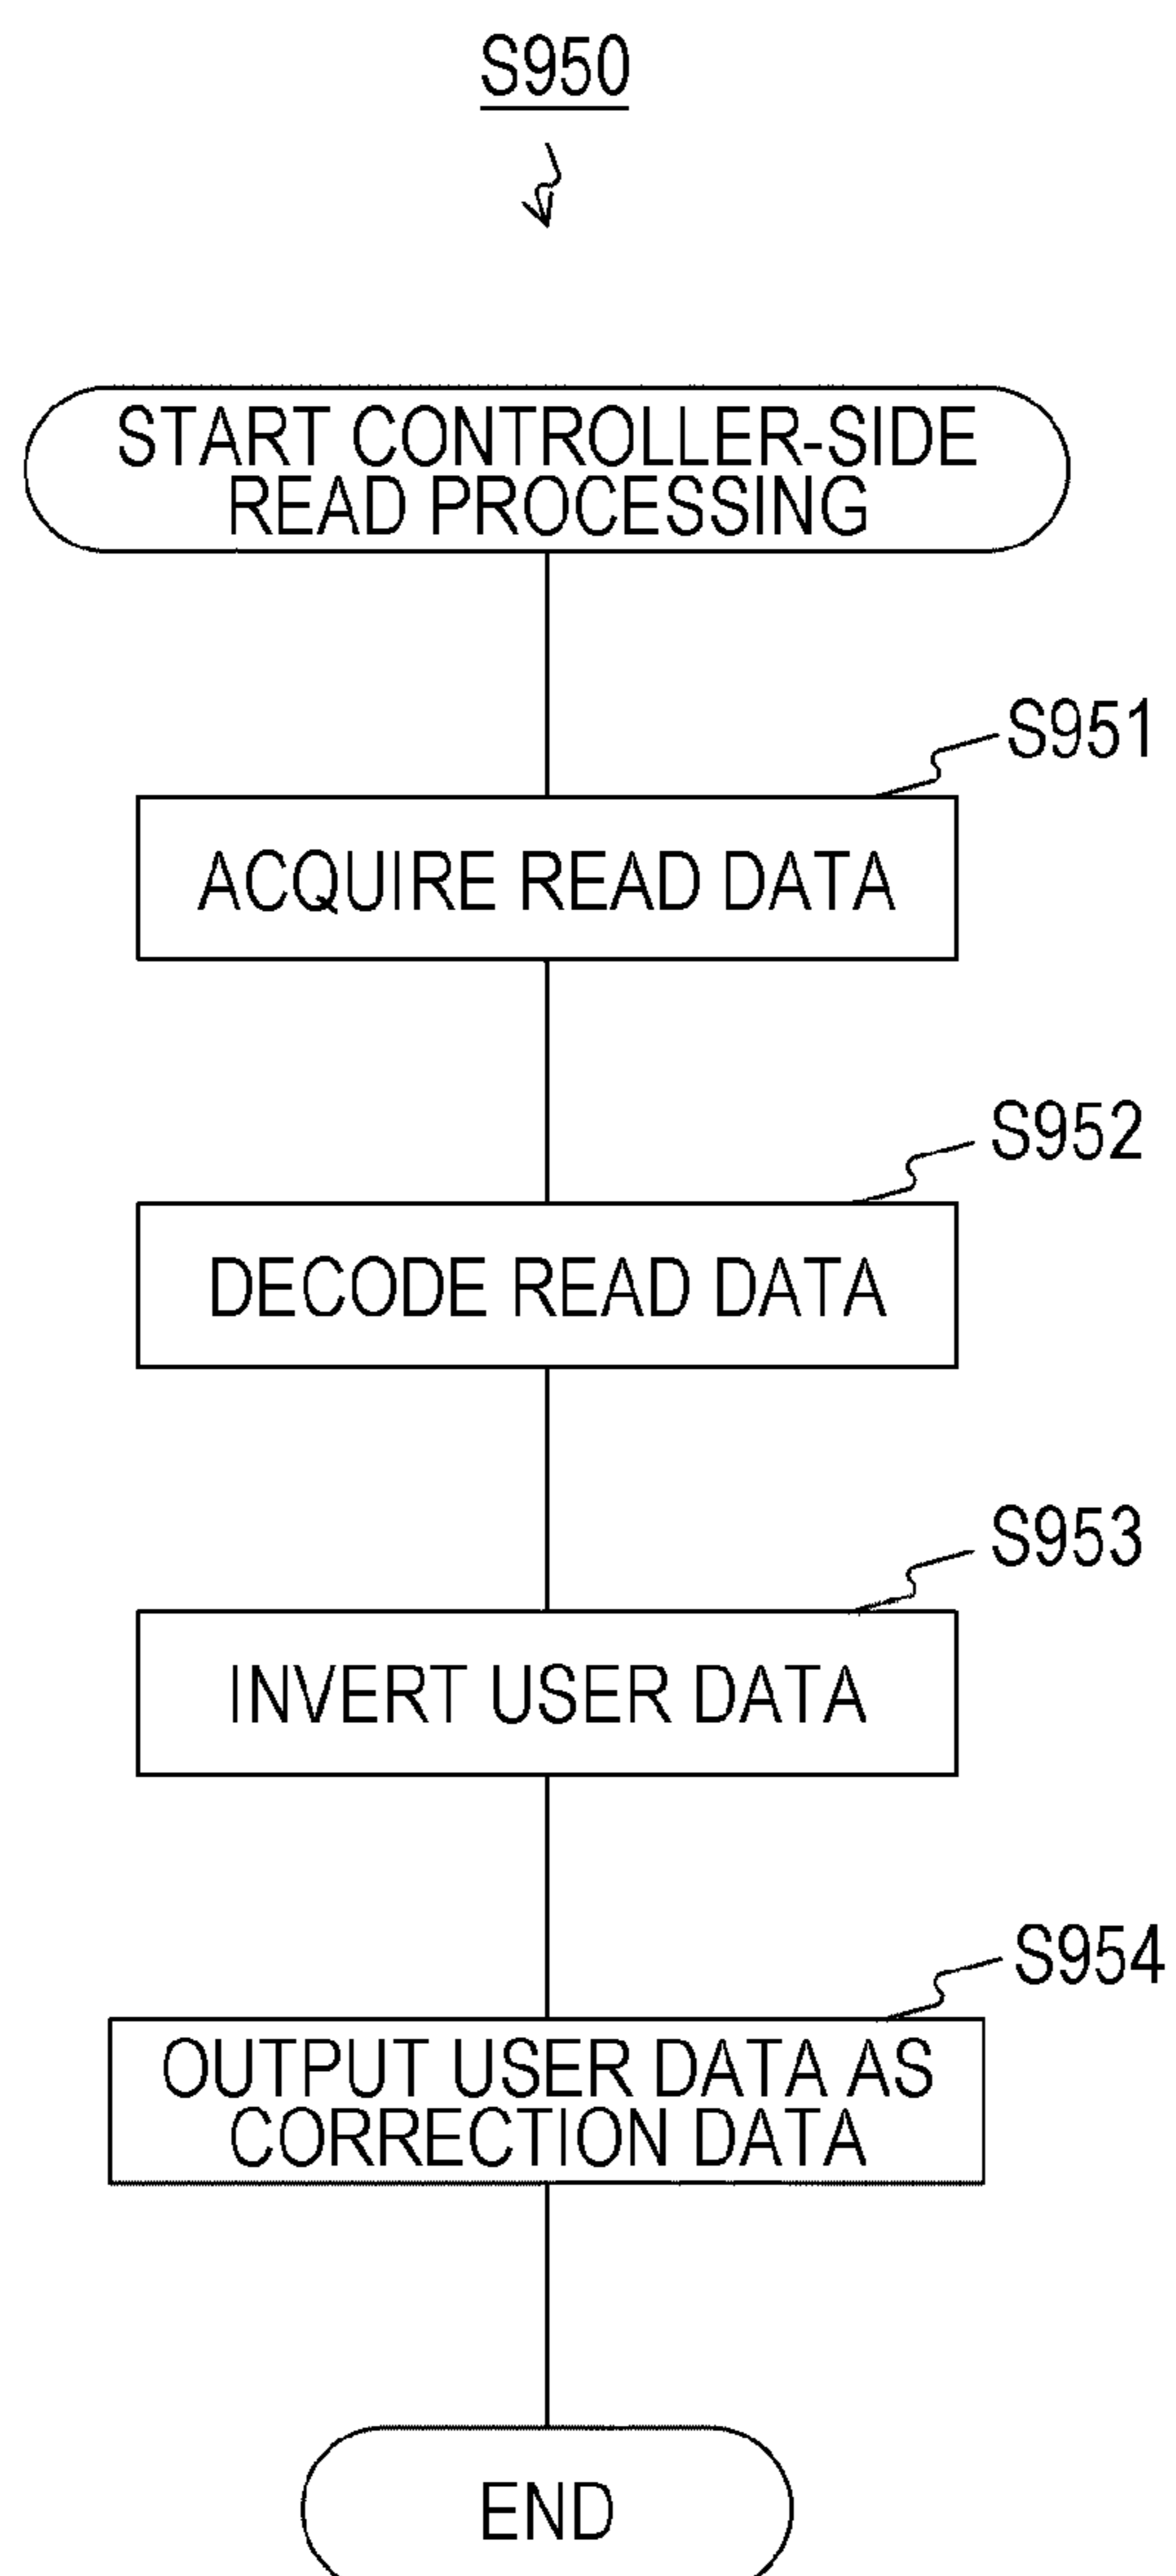 S950
START CONTROLLER-SIDE
READ PROCESSING
S951
ACQUIRE READ DATA
S952
DECODE READ DATA
S953
INVERT USER DATA
S954
OUTPUT USER DATA AS
CORRECTION DATA
END